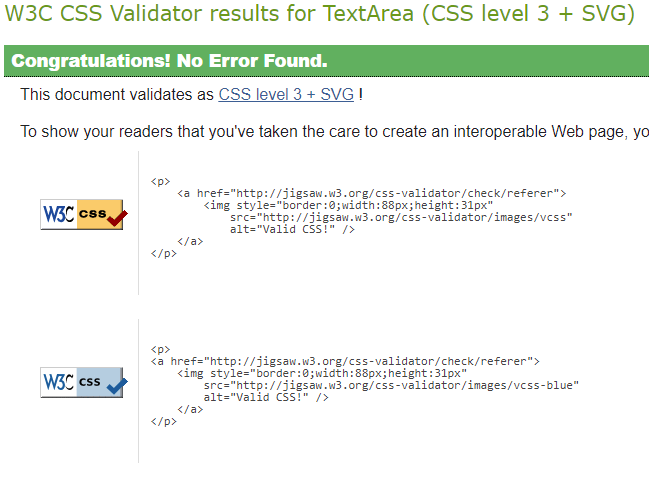 W3C CSS Validator results for TextArea (CSS level 3 + SVG)
Congratulations! No Error Found.
This document validates as CSS level 3 + SVG !
To show your readers that you've taken the care to create an interoperable Web page, yo
W3C css
<p>
<a href="http://jigsaw.w3.org/css-validator/check/referer">
<img style="border:0;width:88px;height:31px"
src="http://jigsaw.w3.org/css-validator/images/vcss"
alt="Valid CSS!" />
</a>
</p>
W3C css
<p>
<a href="http://jigsaw.w3.org/css-validator/check/referer">
<img style="border:0;width:88px;height:31px"
src="http://jigsaw.w3.org/css-validator/images/vcss-blue"
alt="Valid CSS!" />
</a>
</p>